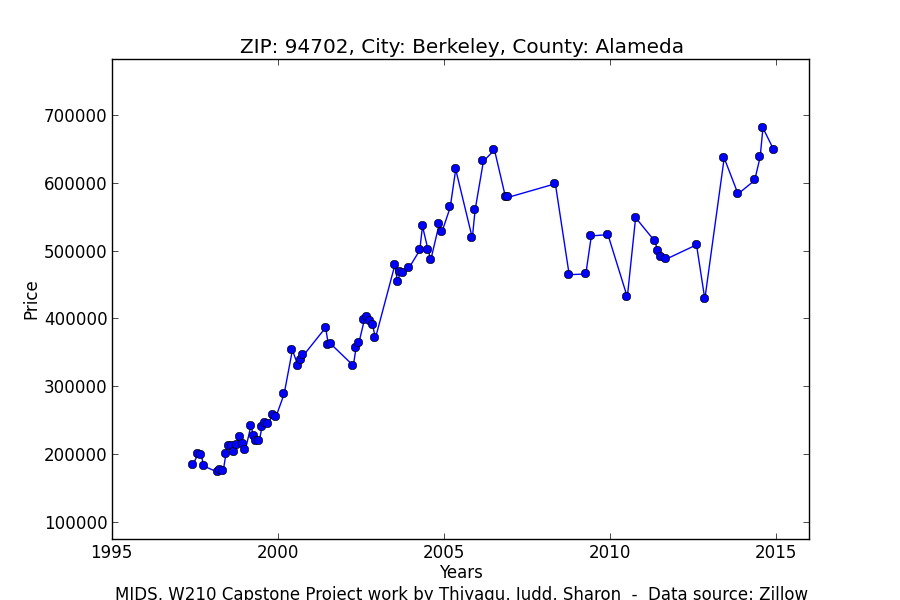 ZIP: 94702, City: Berkeley, County: Alameda
700000
600000
500000
400000
300000
200000
100000
Price
1995 2000 2005 2010 2015
Years
MIDS, W210 Capstone Project work by Thiyagu, Judd, Sharon - Data source: Zillow